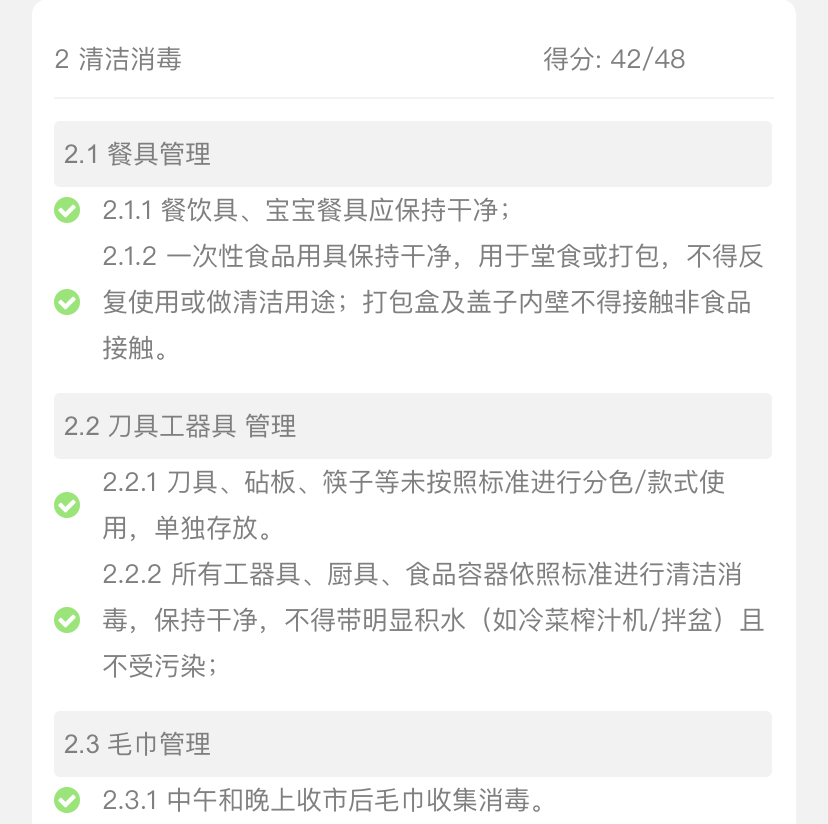 2 清洁消毒
得分: 42/48
2.1 餐具管理
2.1.1 餐饮具、宝宝餐具应保持干净；
2.1.2 一次性食品用具保持干净，用于堂食或打包，不得反
复使用或做清洁用途；打包盒及盖子内壁不得接触非食品
接触。
2.2 刀具工器具 管理
2.2.1 刀具、砧板、筷子等未按照标准进行分色/款式使
用，单独存放。
2.2.2 所有工器具、厨具、食品容器依照标准进行清洁消
毒，保持干净，不得带明显积水（如冷菜榨汁机/拌盆）且
不受污染；
2.3 毛巾管理
2.3.1 中午和晚上收市后毛巾收集消毒。